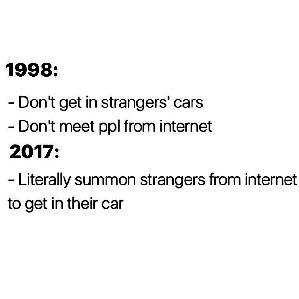 1998:
- Don't get in strangers' cars
- Don't meet ppl from internet
2017:
- Literally summon strangers from internet
to get in their car